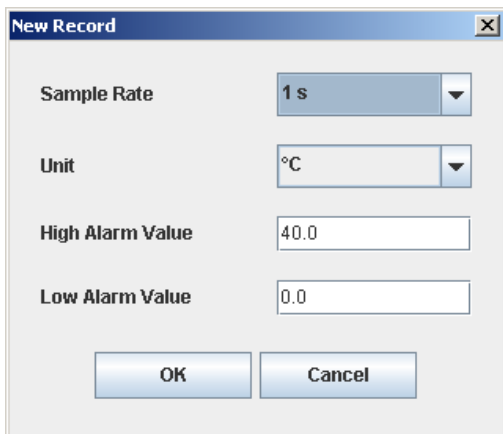 New Record
Sample Rate 1 s
Unit °C
High Alarm Value 40.0
Low Alarm Value 0.0
OK Cancel